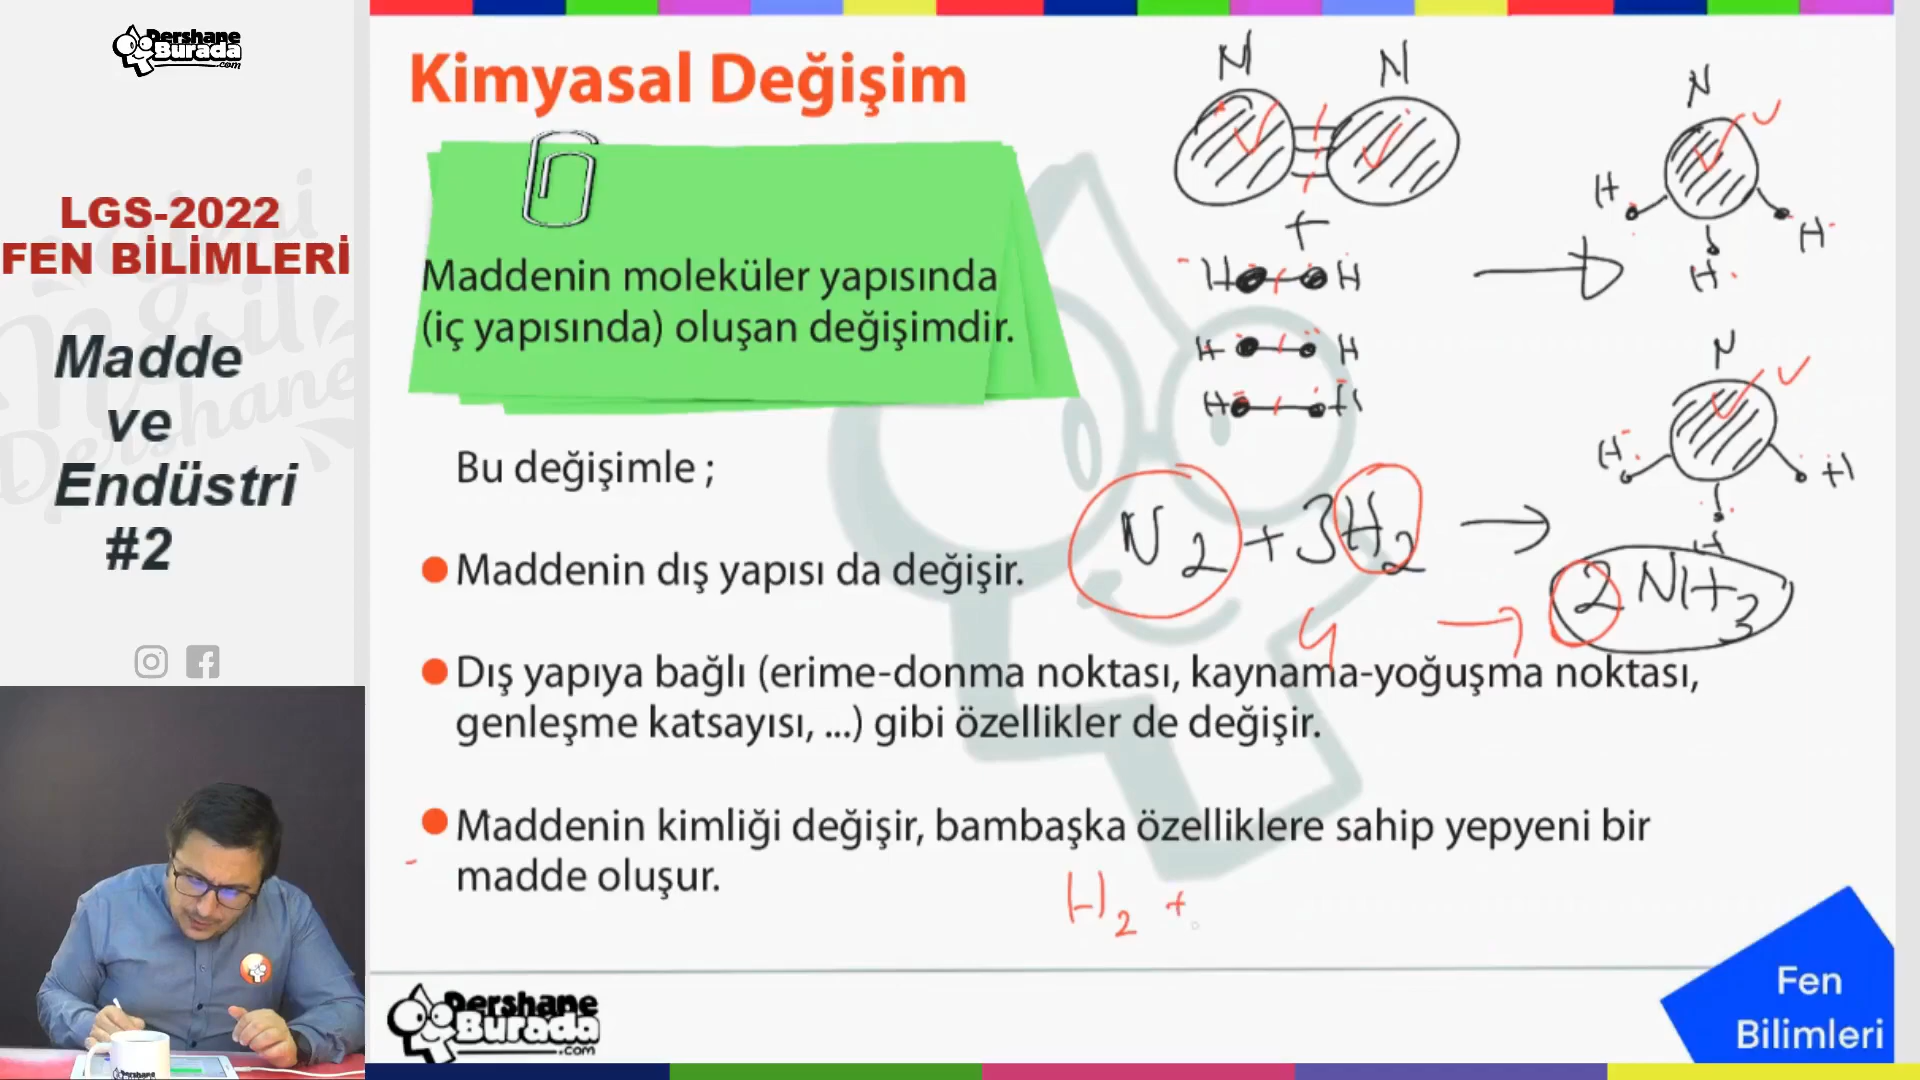 Dershane
Burada
.com
LGS-2022
FEN BİLİMLERİ
Madde
ve
Endüstri
#2
Kimyasal Değişim
Maddenin moleküler yapısında
(iç yapısında) oluşan değişimdir.
Bu değişimle ;
Maddenin dış yapısı da değişir.
Dış yapıya bağlı (erime-donma noktası, kaynama-yoğuşma noktası,
genleşme katsayısı, ...) gibi özellikler de değişir.
Maddenin kimliği değişir, bambaşka özelliklere sahip yepyeni bir
madde oluşur.
N N
+
H H
H H
H H
N
H H
H
N
H H
H
N2 + 3H2 → 2NH3
4 →
H2 +
Dershane
Burada
.com
Fen
Bilimleri